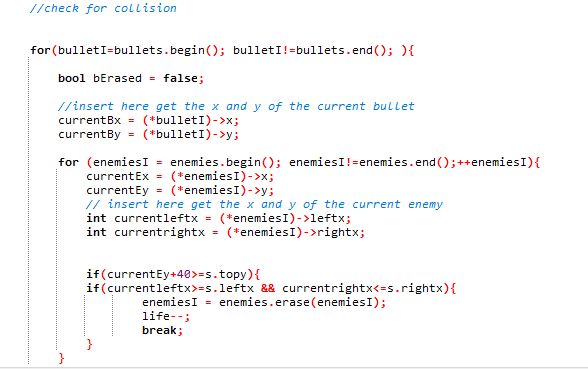 //check for collision
for(bulletI=bullets.begin(); bulletI!=bullets.end(); ){
bool bErased = false;
//insert here get the x and y of the current bullet
currentBx = (*bulletI)->x;
currentBy = (*bulletI)->y;
for (enemiesI = enemies.begin(); enemiesI!=enemies.end();++enemiesI){
currentEx = (*enemiesI)->x;
currentEy = (*enemiesI)->y;
// insert here get the x and y of the current enemy
int currentleftx = (*enemiesI)->leftx;
int currentrightx = (*enemiesI)->rightx;
if(currentEy+40>=s.topy){
if(currentleftx>=s.leftx && currentrightx<=s.rightx){
enemiesI = enemies.erase(enemiesI);
life--;
break;
}
}